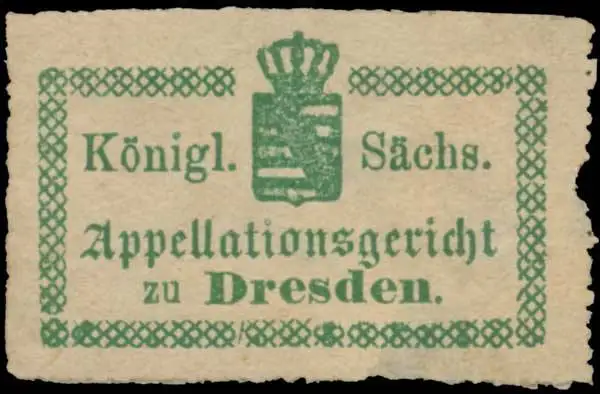 Königl. Sächs.
Appellationsgericht
zu Dresden.